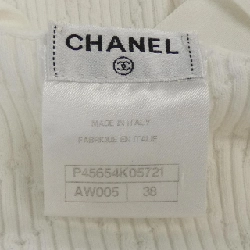 CHANEL
MADE IN ITALY
FABRIQUE EN ITALIE
P45654K05721
AW005 38